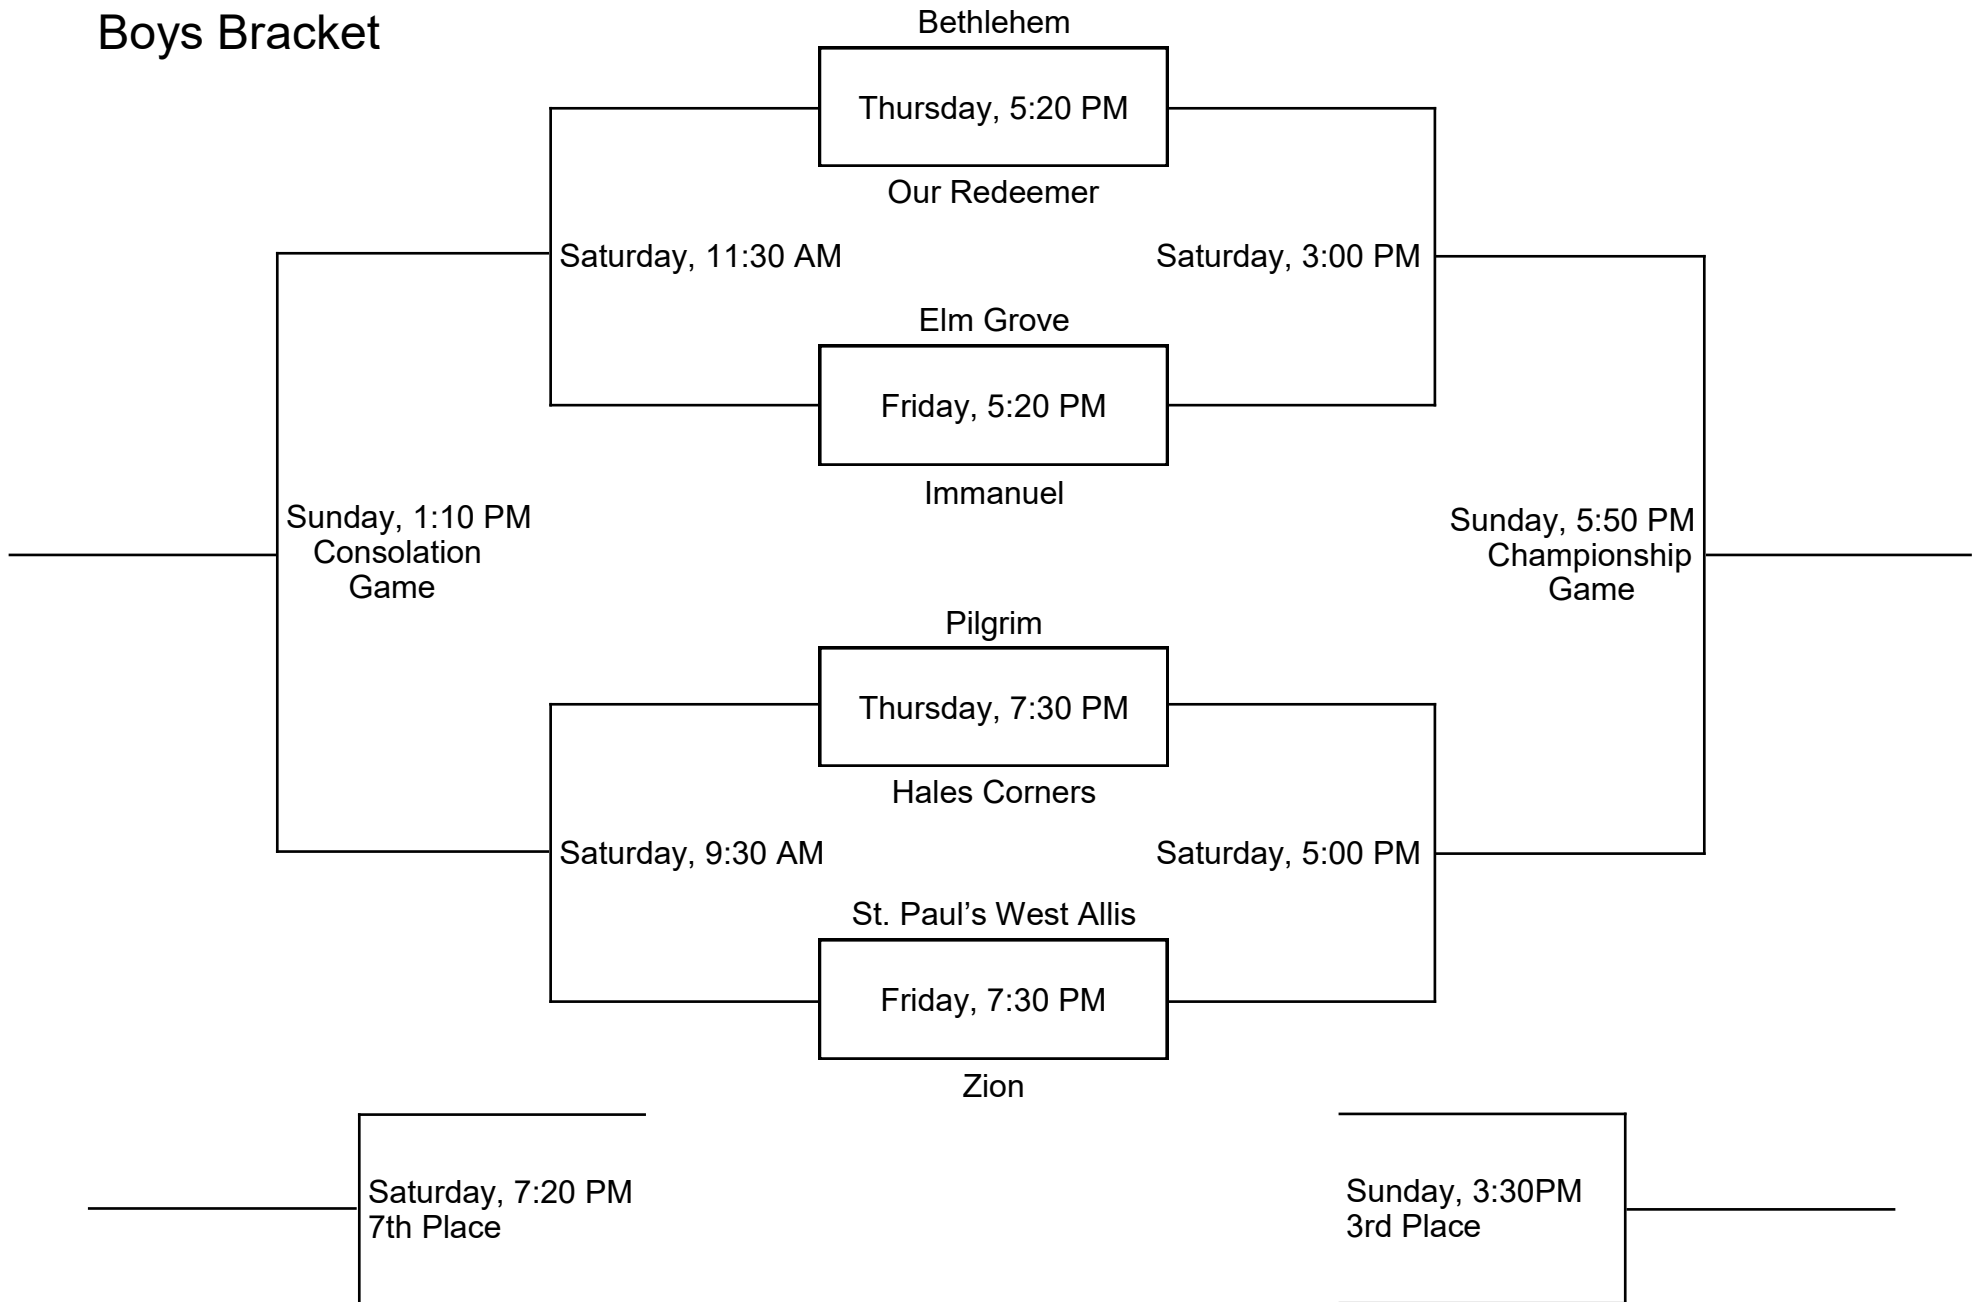 Boys Bracket
Bethlehem
Thursday, 5:20 PM
Our Redeemer
Saturday, 11:30 AM
Saturday, 3:00 PM
Elm Grove
Friday, 5:20 PM
Immanuel
Sunday, 1:10 PM
Consolation
Game
Sunday, 5:50 PM
Championship
Game
Pilgrim
Thursday, 7:30 PM
Hales Corners
Saturday, 9:30 AM
Saturday, 5:00 PM
St. Paul’s West Allis
Friday, 7:30 PM
Zion
Saturday, 7:20 PM
7th Place
Sunday, 3:30PM
3rd Place